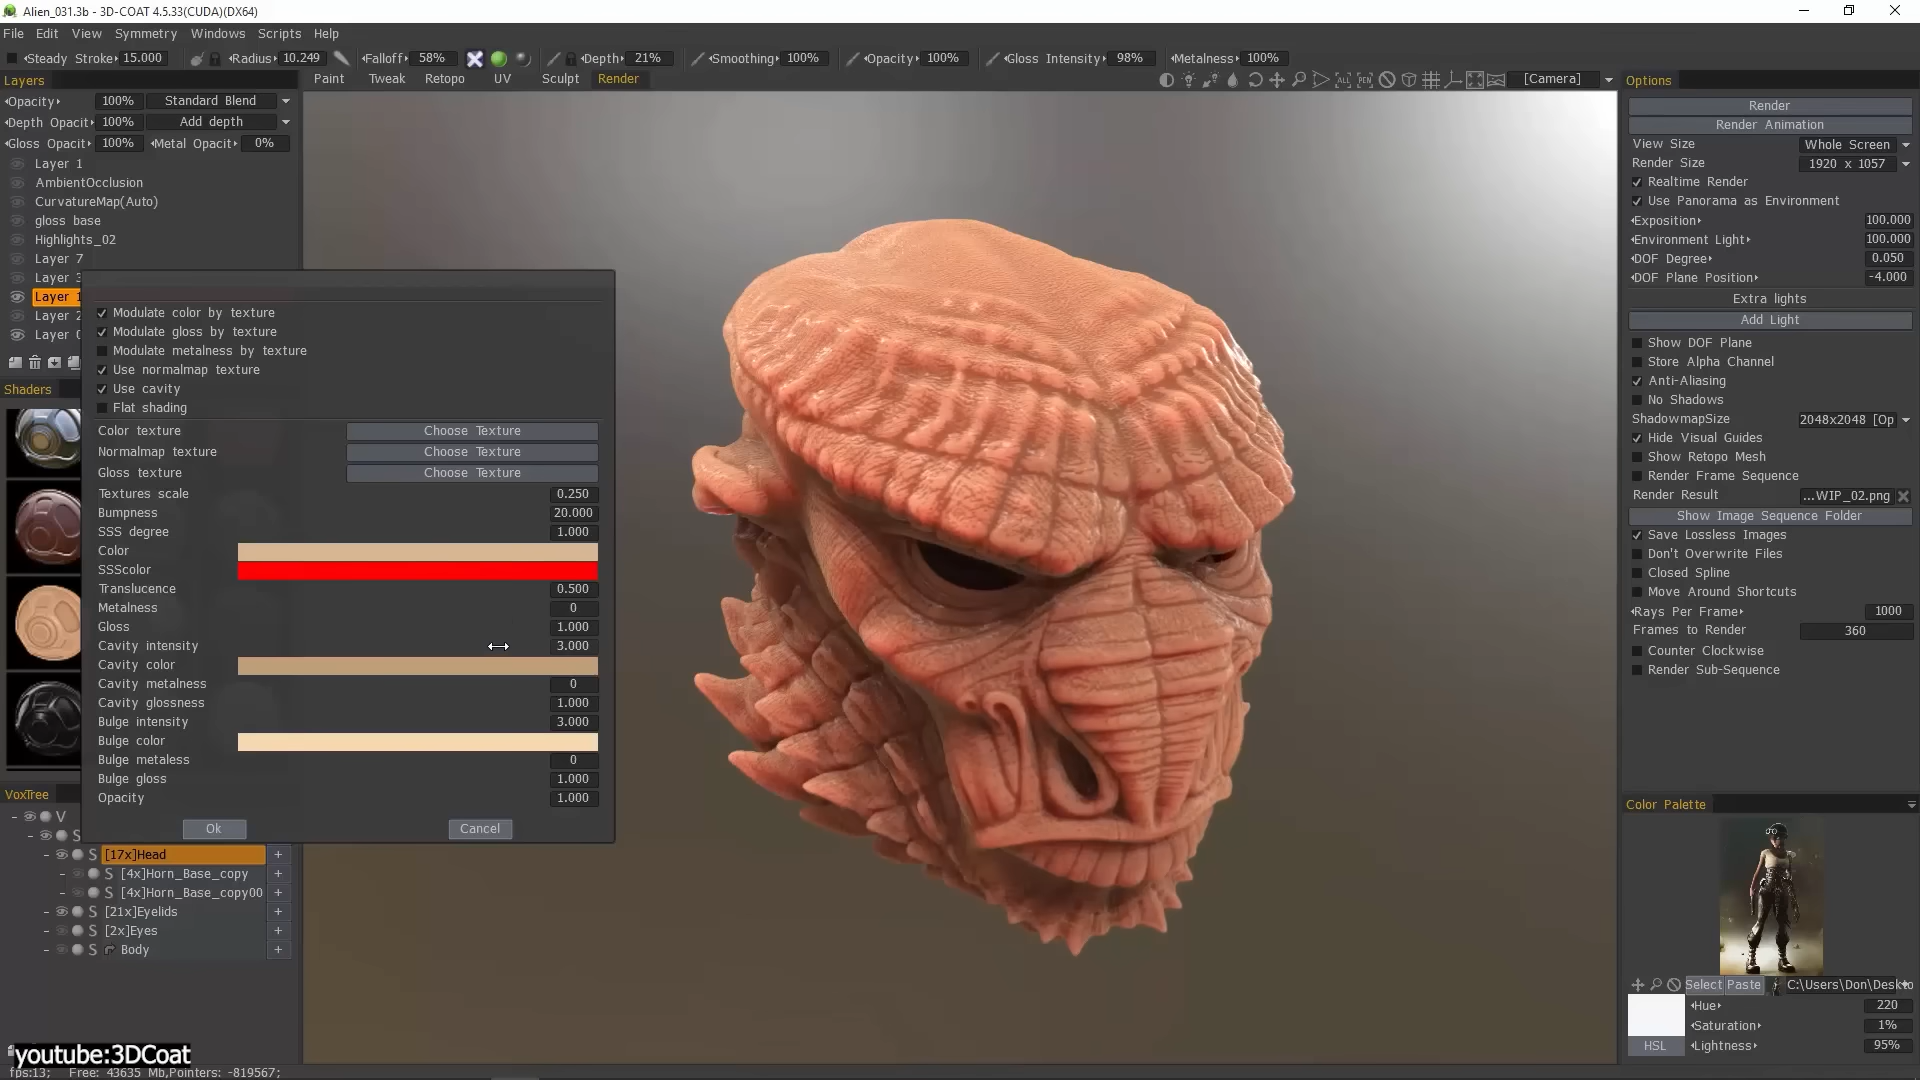 Alien_031.3b - 3D-COAT 4.5.33(CUDA)(DX64)
File Edit View Symmetry Windows Scripts Help
Steady Stroke 15.000 Radius 10.249 Falloff 58% Depth 21% Smoothing 100% Opacity 100% Gloss Intensity 98% Metalness 100%
Paint Tweak Retopo UV Sculpt Render
[Camera]
Layers
Opacity 100% Standard Blend
Depth Opacit 100% Add depth
Gloss Opacit 100% Metal Opacit 0%
Layer 1
AmbientOcclusion
CurvatureMap(Auto)
gloss base
Highlights_02
Layer 7
Layer 3
Layer 1
Layer 2
Layer 0
Shaders
Modulate color by texture
Modulate gloss by texture
Modulate metalness by texture
Use normalmap texture
Use cavity
Flat shading
Color texture Choose Texture
Normalmap texture Choose Texture
Gloss texture Choose Texture
Textures scale 0.250
Bumpness 20.000
SSS degree 1.000
Color
SSScolor
Translucence 0.500
Metalness 0
Gloss 1.000
Cavity intensity 3.000
Cavity color
Cavity metalness 0
Cavity glossness 1.000
Bulge intensity 3.000
Bulge color
Bulge metaless 0
Bulge gloss 1.000
Opacity 1.000
Ok Cancel
VoxTree
V
S
S [17x]Head +
S [4x]Horn_Base_copy +
S [4x]Horn_Base_copy00 +
S [21x]Eyelids +
S [2x]Eyes +
S Body +
youtube:3DCoat
fps:13; Free: 43635 Mb,Pointers: -819567;
Options
Render
Render Animation
View Size Whole Screen
Render Size 1920 x 1057
Realtime Render
Use Panorama as Environment
Exposition 100.000
Environment Light 100.000
DOF Degree 0.050
DOF Plane Position -4.000
Extra lights
Add Light
Show DOF Plane
Store Alpha Channel
Anti-Aliasing
No Shadows
ShadowmapSize 2048x2048 [Op
Hide Visual Guides
Show Retopo Mesh
Render Frame Sequence
Render Result ...WIP_02.png
Show Image Sequence Folder
Save Lossless Images
Don't Overwrite Files
Closed Spline
Move Around Shortcuts
Rays Per Frame 1000
Frames to Render 360
Counter Clockwise
Render Sub-Sequence
Color Palette
Select Paste C:\Users\Don\Deskto
Hue 220
Saturation 1%
HSL Lightness 95%